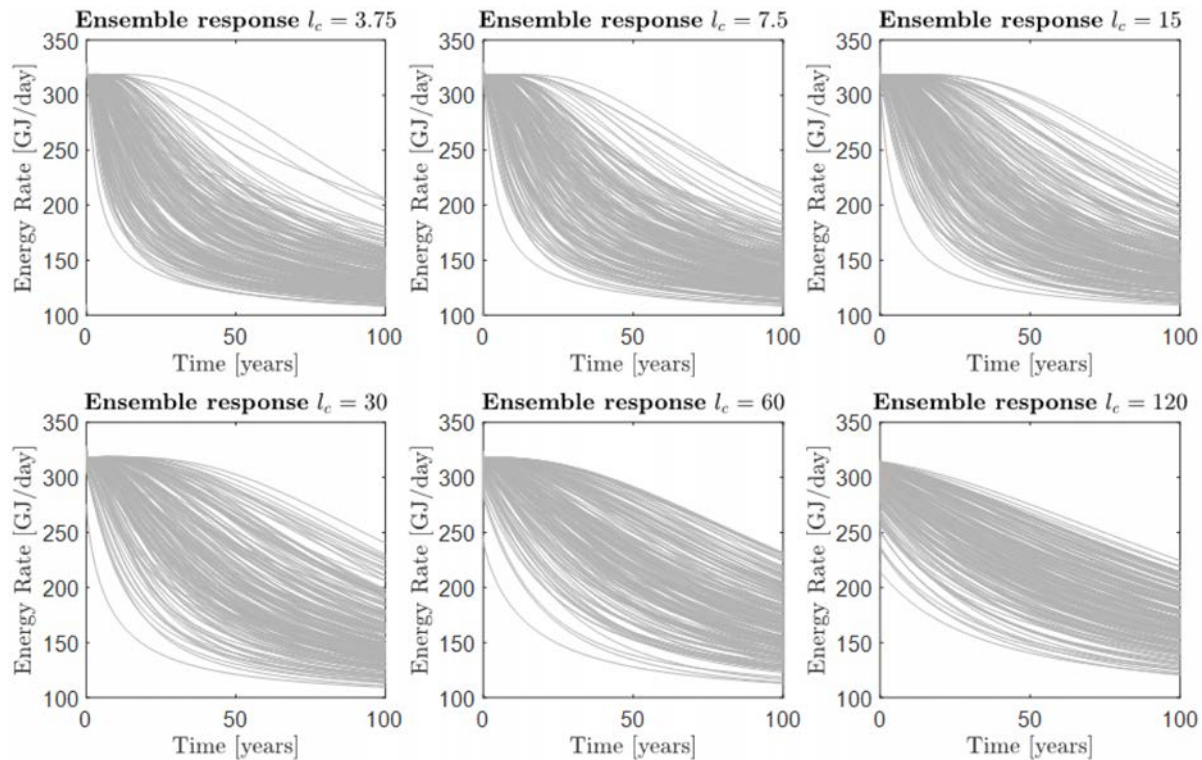 Ensemble response l_c = 3.75
350
300
250
200
150
100
Energy Rate [GJ/day]
0 50 100
Time [years]
Ensemble response l_c = 7.5
350
300
250
200
150
100
Energy Rate [GJ/day]
0 50 100
Time [years]
Ensemble response l_c = 15
350
300
250
200
150
100
Energy Rate [GJ/day]
0 50 100
Time [years]
Ensemble response l_c = 30
350
300
250
200
150
100
Energy Rate [GJ/day]
0 50 100
Time [years]
Ensemble response l_c = 60
350
300
250
200
150
100
Energy Rate [GJ/day]
0 50 100
Time [years]
Ensemble response l_c = 120
350
300
250
200
150
100
Energy Rate [GJ/day]
0 50 100
Time [years]